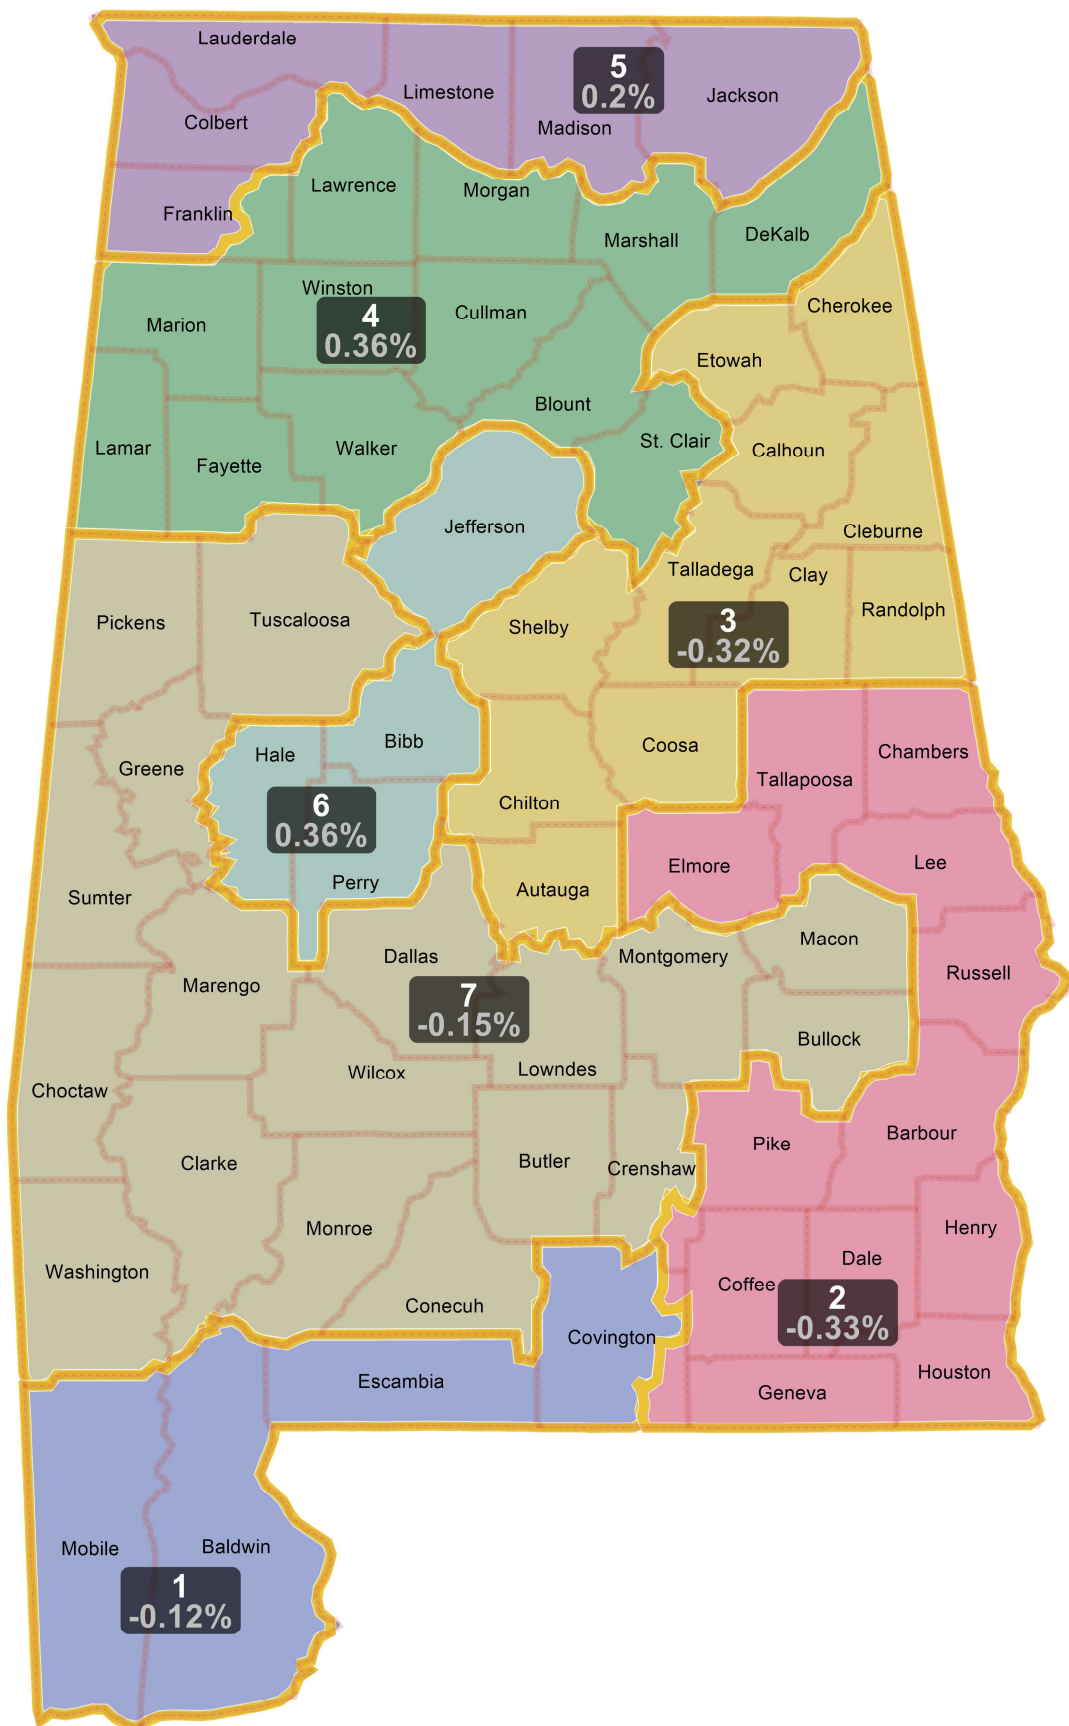 Lauderdale
5
0.2%
Limestone
Jackson
Colbert
Madison
Lawrence
Morgan
Franklin
Marshall
DeKalb
Winston
Cherokee
4
0.36%
Cullman
Marion
Etowah
Blount
St. Clair
Lamar
Walker
Calhoun
Fayette
Jefferson
Cleburne
Talladega
Clay
Randolph
Pickens
Tuscaloosa
Shelby
3
-0.32%
Bibb
Coosa
Hale
Chambers
Greene
Tallapoosa
6
0.36%
Chilton
Elmore
Lee
Perry
Autauga
Sumter
Macon
Dallas
Montgomery
Russell
Marengo
7
-0.15%
Bullock
Wilcox
Lowndes
Choctaw
Barbour
Pike
Clarke
Butler
Crenshaw
Monroe
Henry
Washington
Dale
Coffee
2
-0.33%
Conecuh
Covington
Escambia
Houston
Geneva
Mobile
Baldwin
1
-0.12%